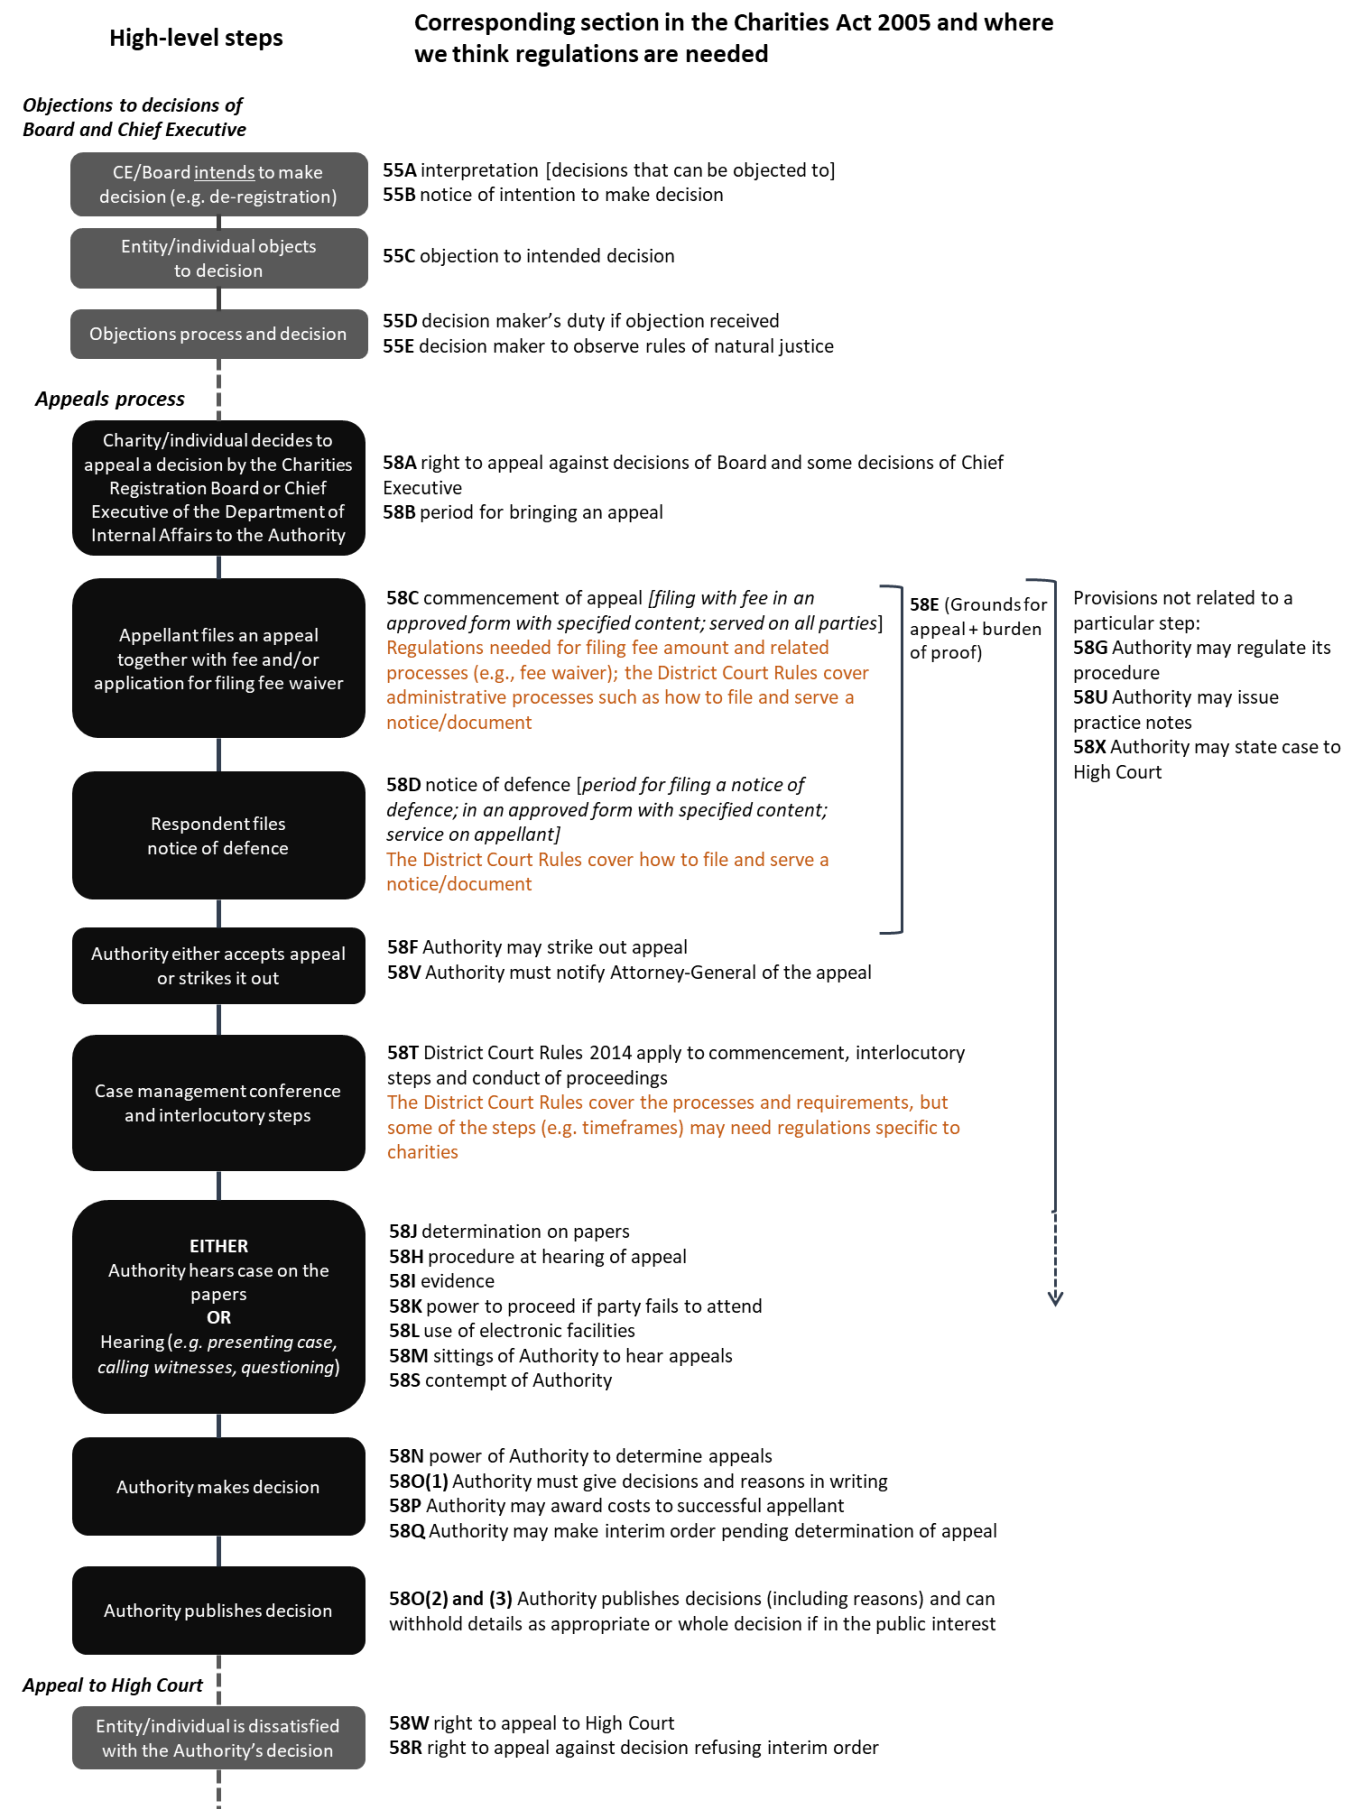 High-level steps
Corresponding section in the Charities Act 2005 and where
we think regulations are needed
Objections to decisions of
Board and Chief Executive
CE/Board intends to make
decision (e.g. de-registration)
55A interpretation [decisions that can be objected to]
55B notice of intention to make decision
Entity/individual objects
to decision
55C objection to intended decision
Objections process and decision
55D decision maker's duty if objection received
55E decision maker to observe rules of natural justice
Appeals process
Charity/individual decides to
appeal a decision by the Charities
Registration Board or Chief
Executive of the Department of
Internal Affairs to the Authority
58A right to appeal against decisions of Board and some decisions of Chief
Executive
58B period for bringing an appeal
Appellant files an appeal
together with fee and/or
application for filing fee waiver
58C commencement of appeal [filing with fee in an
approved form with specified content; served on all parties]
Regulations needed for filing fee amount and related
processes (e.g., fee waiver); the District Court Rules cover
administrative processes such as how to file and serve a
notice/document
58E (Grounds for
appeal + burden
of proof)
Provisions not related to a
particular step:
58G Authority may regulate its
procedure
58U Authority may issue
practice notes
58X Authority may state case to
High Court
Respondent files
notice of defence
58D notice of defence [period for filing a notice of
defence; in an approved form with specified content;
service on appellant]
The District Court Rules cover how to file and serve a
notice/document
Authority either accepts appeal
or strikes it out
58F Authority may strike out appeal
58V Authority must notify Attorney-General of the appeal
Case management conference
and interlocutory steps
58T District Court Rules 2014 apply to commencement, interlocutory
steps and conduct of proceedings
The District Court Rules cover the processes and requirements, but
some of the steps (e.g. timeframes) may need regulations specific to
charities
EITHER
Authority hears case on the
papers
OR
Hearing (e.g. presenting case,
calling witnesses, questioning)
58J determination on papers
58H procedure at hearing of appeal
58I evidence
58K power to proceed if party fails to attend
58L use of electronic facilities
58M sittings of Authority to hear appeals
58S contempt of Authority
Authority makes decision
58N power of Authority to determine appeals
58O(1) Authority must give decisions and reasons in writing
58P Authority may award costs to successful appellant
58Q Authority may make interim order pending determination of appeal
Authority publishes decision
58O(2) and (3) Authority publishes decisions (including reasons) and can
withhold details as appropriate or whole decision if in the public interest
Appeal to High Court
Entity/individual is dissatisfied
with the Authority's decision
58W right to appeal to High Court
58R right to appeal against decision refusing interim order